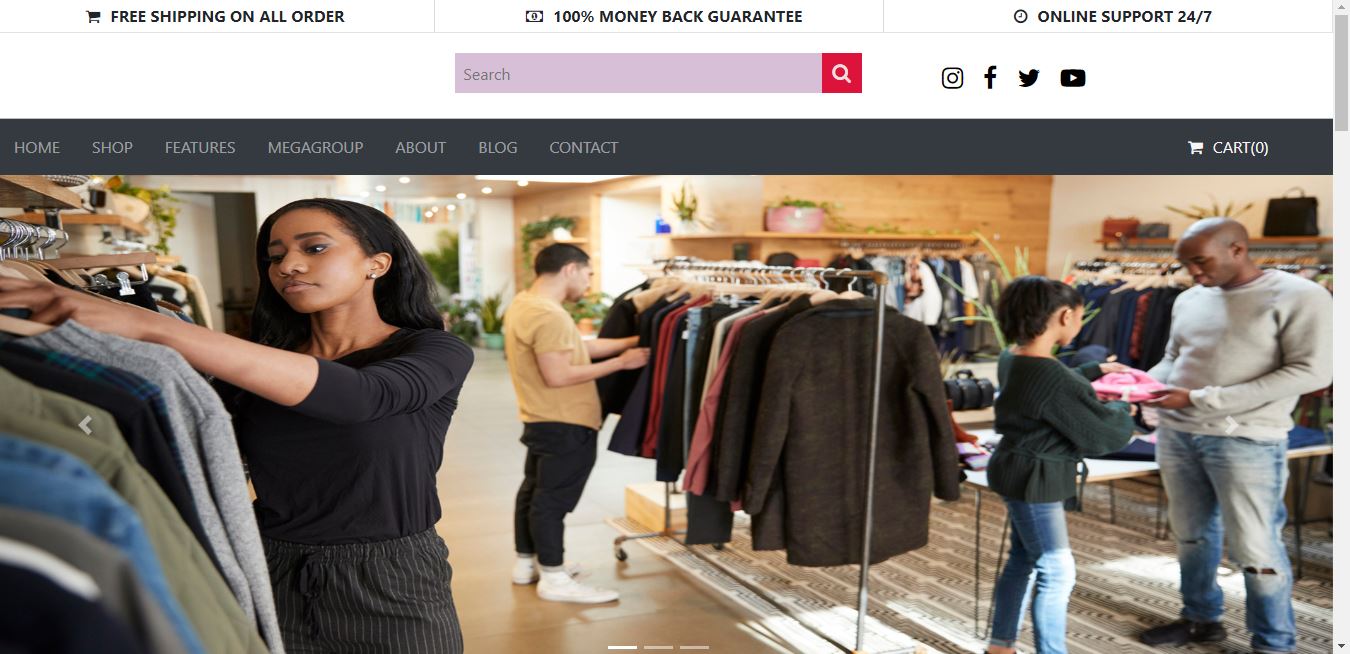 FREE SHIPPING ON ALL ORDER
100% MONEY BACK GUARANTEE
ONLINE SUPPORT 24/7
Search
HOME SHOP FEATURES MEGAGROUP ABOUT BLOG CONTACT CART(0)